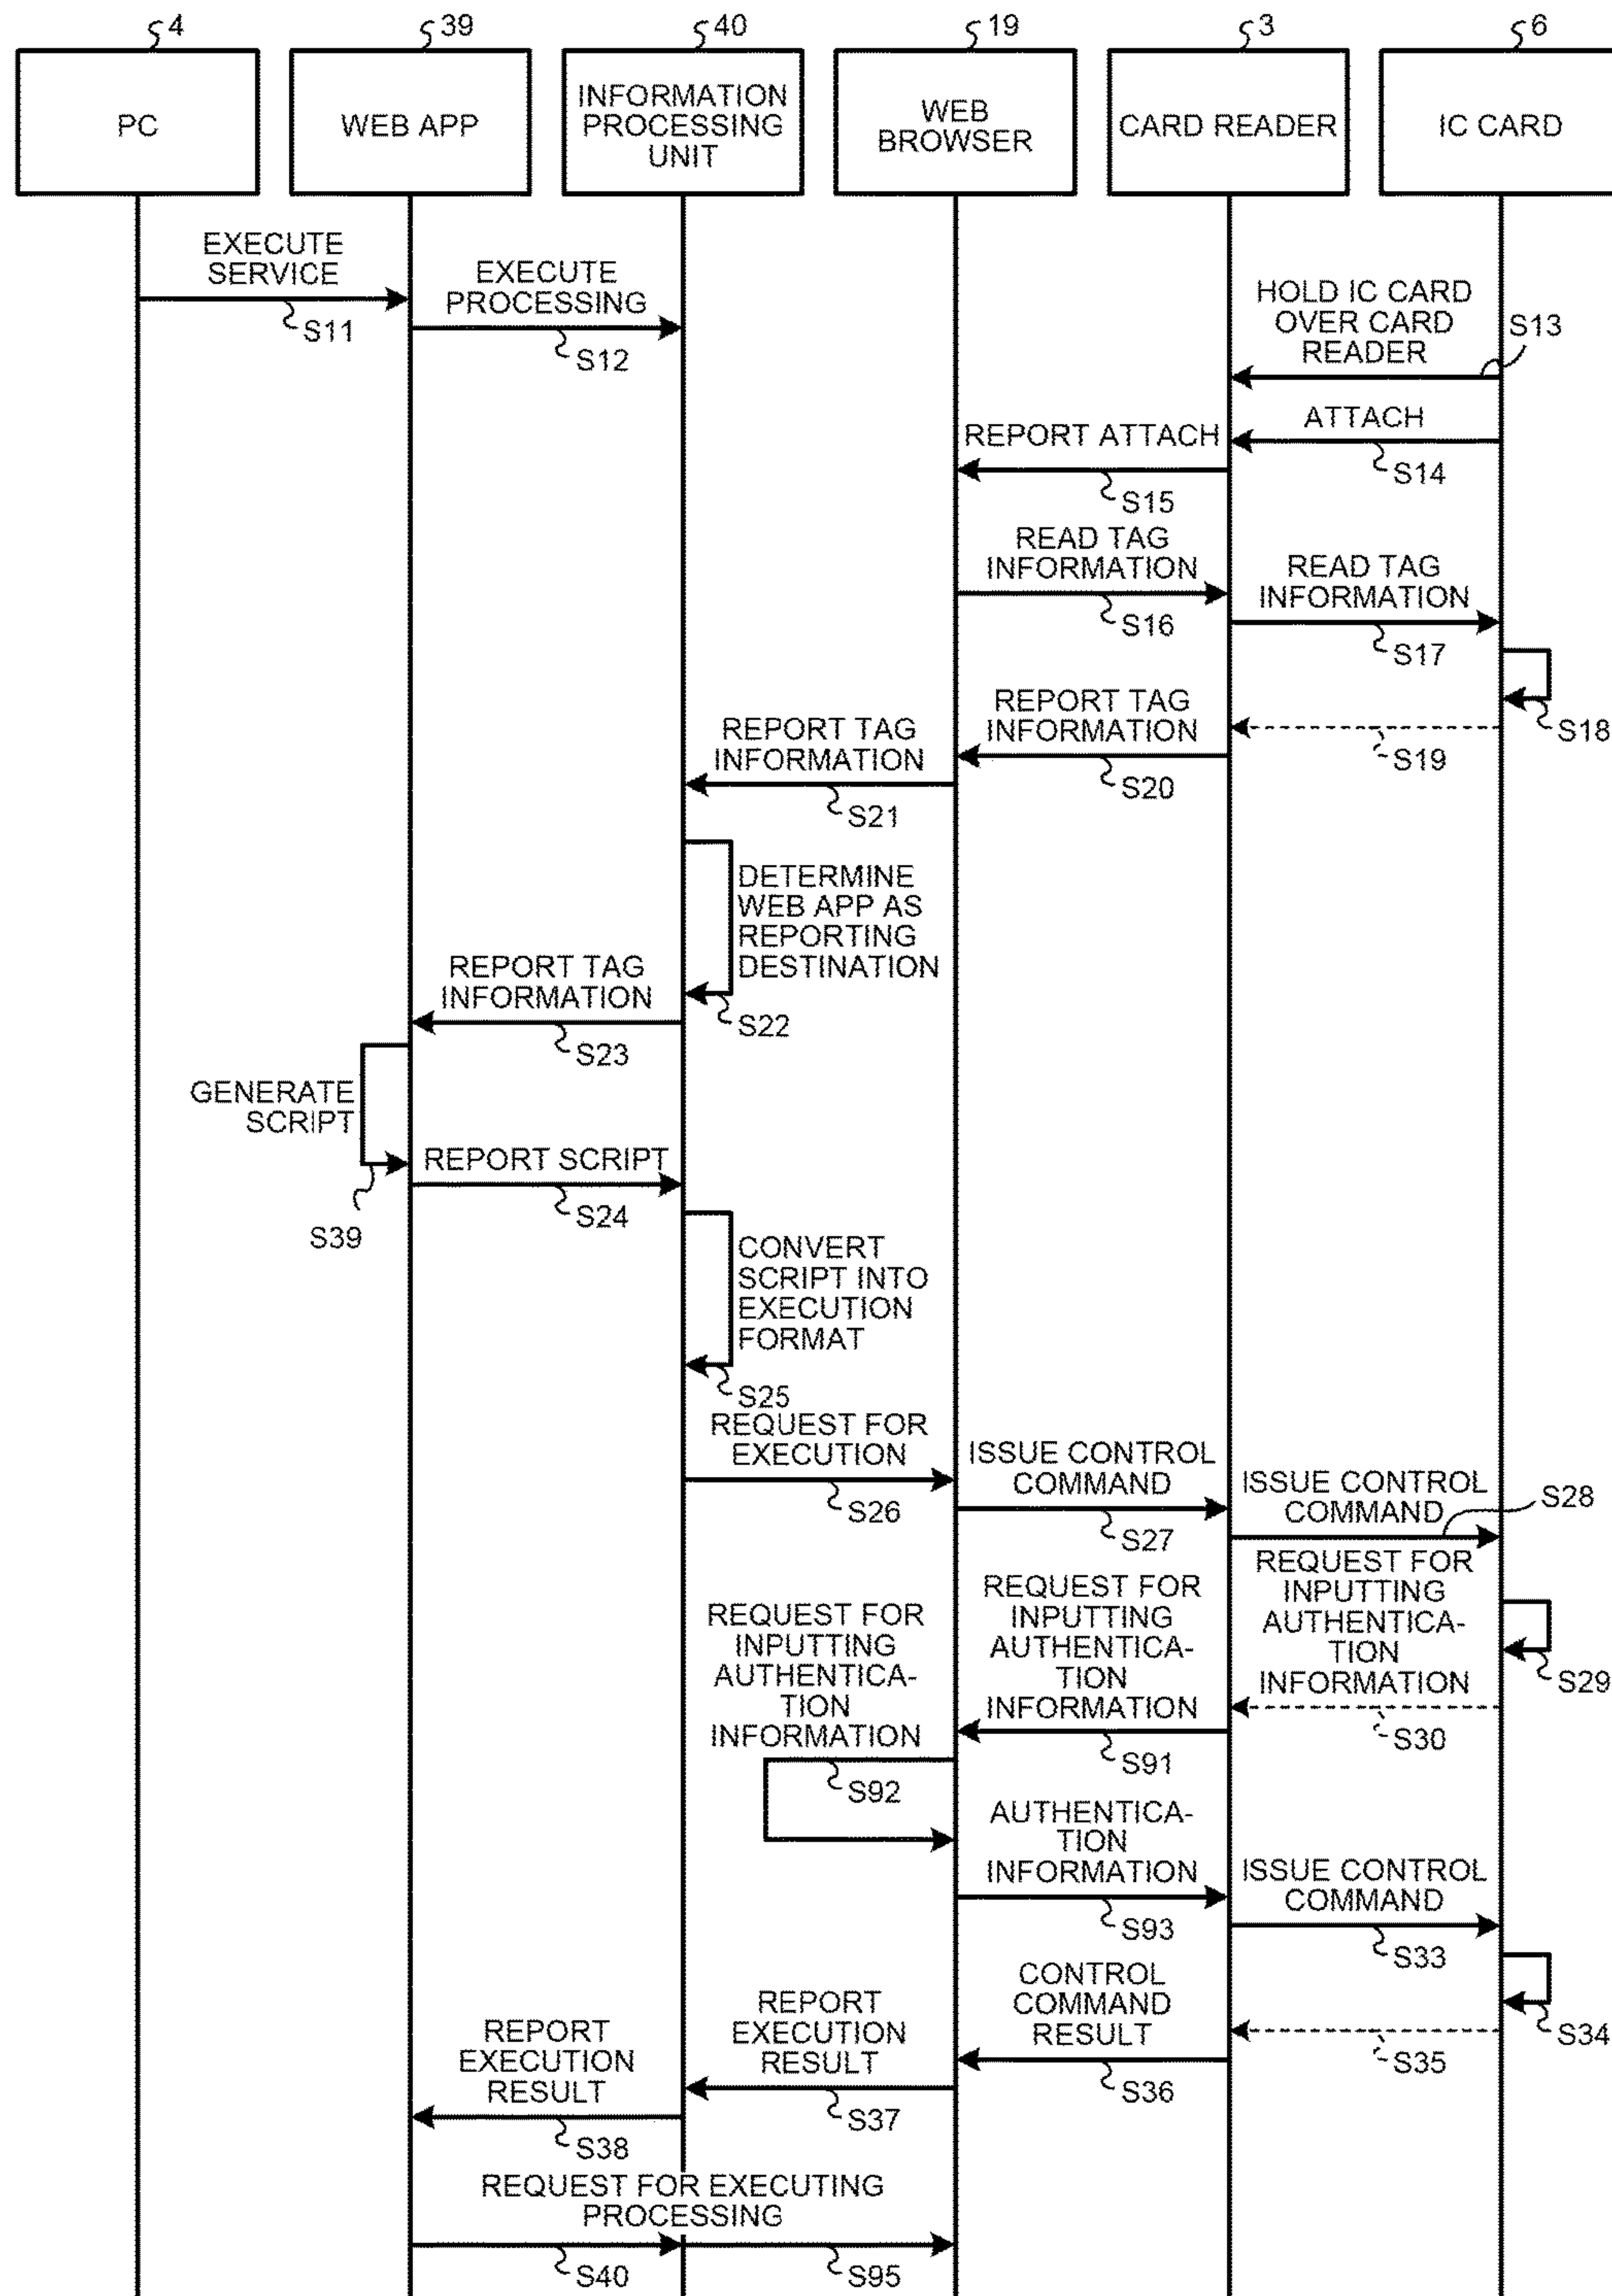 4
39
40
19
3
6
PC
WEB APP
INFORMATION
PROCESSING
UNIT
WEB
BROWSER
CARD READER
IC CARD
EXECUTE
SERVICE
S11
EXECUTE
PROCESSING
S12
HOLD IC CARD
OVER CARD
READER
S13
ATTACH
S14
REPORT ATTACH
S15
READ TAG
INFORMATION
S16
READ TAG
INFORMATION
S17
S18
S19
REPORT TAG
INFORMATION
S20
REPORT TAG
INFORMATION
S21
DETERMINE
WEB APP AS
REPORTING
DESTINATION
S22
REPORT TAG
INFORMATION
S23
GENERATE
SCRIPT
S39
REPORT SCRIPT
S24
CONVERT
SCRIPT INTO
EXECUTION
FORMAT
S25
REQUEST FOR
EXECUTION
S26
ISSUE CONTROL
COMMAND
S27
ISSUE CONTROL
COMMAND
S28
S29
REQUEST FOR
INPUTTING
AUTHENTICA-
TION
INFORMATION
S30
REQUEST FOR
INPUTTING
AUTHENTICA-
TION
INFORMATION
S91
REQUEST FOR
INPUTTING
AUTHENTICA-
TION
INFORMATION
S92
AUTHENTICA-
TION
INFORMATION
S93
ISSUE CONTROL
COMMAND
S33
S34
S35
CONTROL
COMMAND
RESULT
S36
REPORT
EXECUTION
RESULT
S37
REPORT
EXECUTION
RESULT
S38
REQUEST FOR EXECUTING
PROCESSING
S40
S95